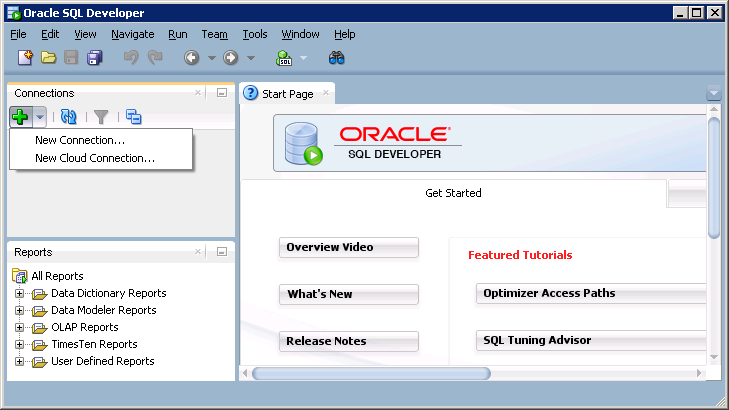 Oracle SQL Developer
File Edit View Navigate Run Team Tools Window Help
SQL
Connections
New Connection...
New Cloud Connection...
Reports
All Reports
Data Dictionary Reports
Data Modeler Reports
OLAP Reports
TimesTen Reports
User Defined Reports
Start Page
ORACLE®
SQL DEVELOPER
Get Started
Overview Video
What's New
Release Notes
Featured Tutorials
Optimizer Access Paths
SQL Tuning Advisor